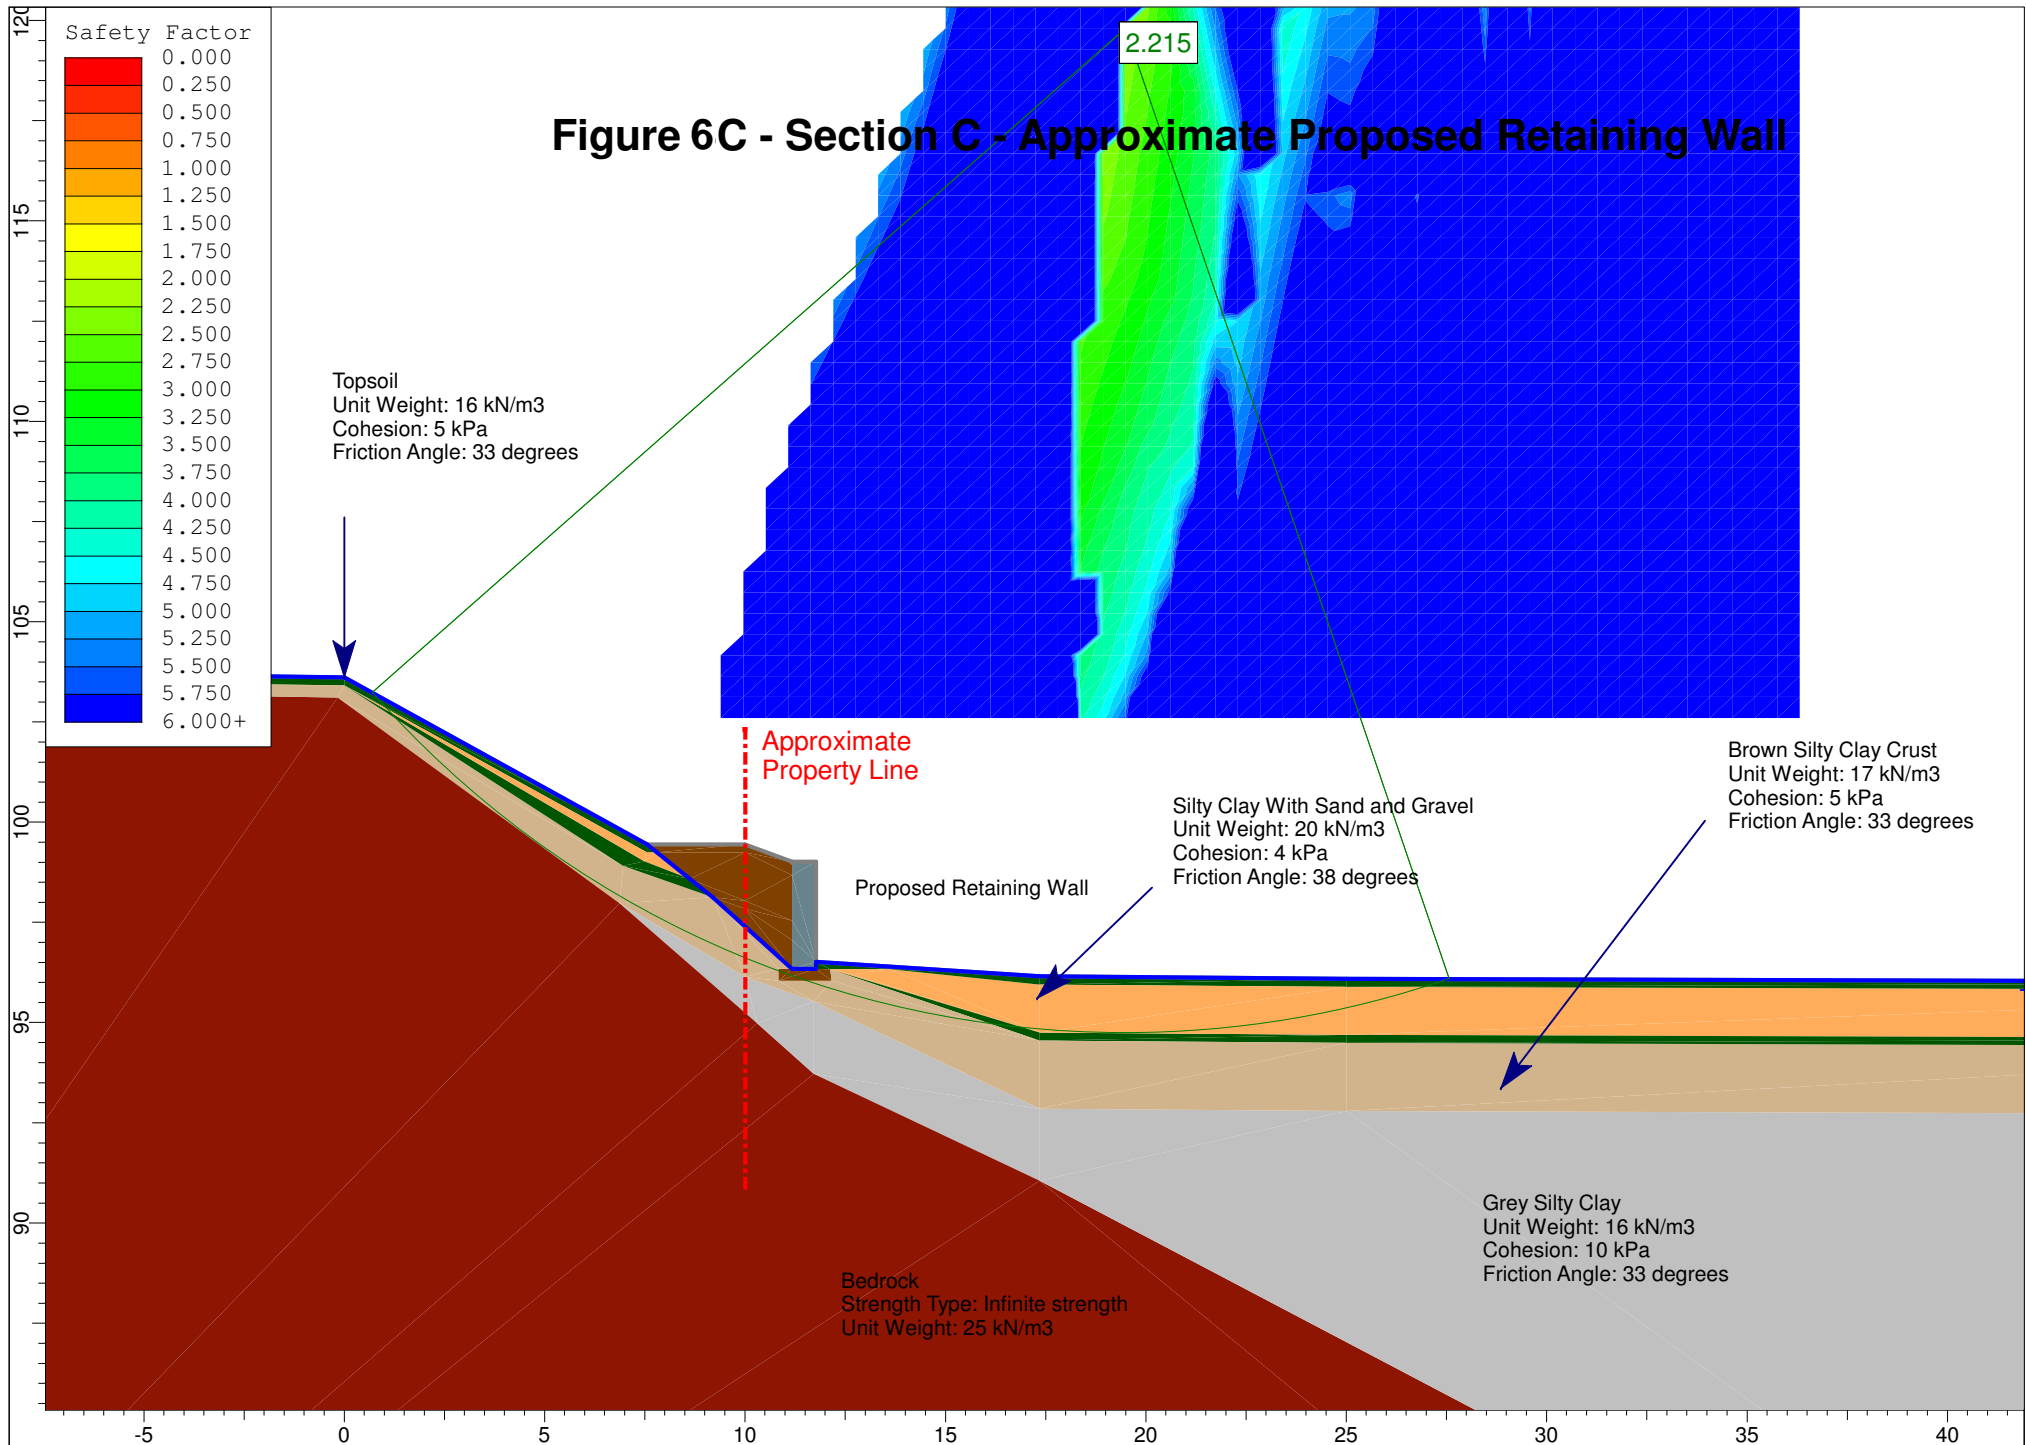 Safety Factor
0.000
0.250
0.500
0.750
1.000
1.250
1.500
1.750
2.000
2.250
2.500
2.750
3.000
3.250
3.500
3.750
4.000
4.250
4.500
4.750
5.000
5.250
5.500
5.750
6.000+
2.215
Figure 6C - Section C - Approximate Proposed Retaining Wall
Topsoil
Unit Weight: 16 kN/m3
Cohesion: 5 kPa
Friction Angle: 33 degrees
Approximate
Property Line
Proposed Retaining Wall
Silty Clay With Sand and Gravel
Unit Weight: 20 kN/m3
Cohesion: 4 kPa
Friction Angle: 38 degrees
Brown Silty Clay Crust
Unit Weight: 17 kN/m3
Cohesion: 5 kPa
Friction Angle: 33 degrees
Grey Silty Clay
Unit Weight: 16 kN/m3
Cohesion: 10 kPa
Friction Angle: 33 degrees
Bedrock
Strength Type: Infinite strength
Unit Weight: 25 kN/m3
120
115
110
105
100
95
90
-5 0 5 10 15 20 25 30 35 40